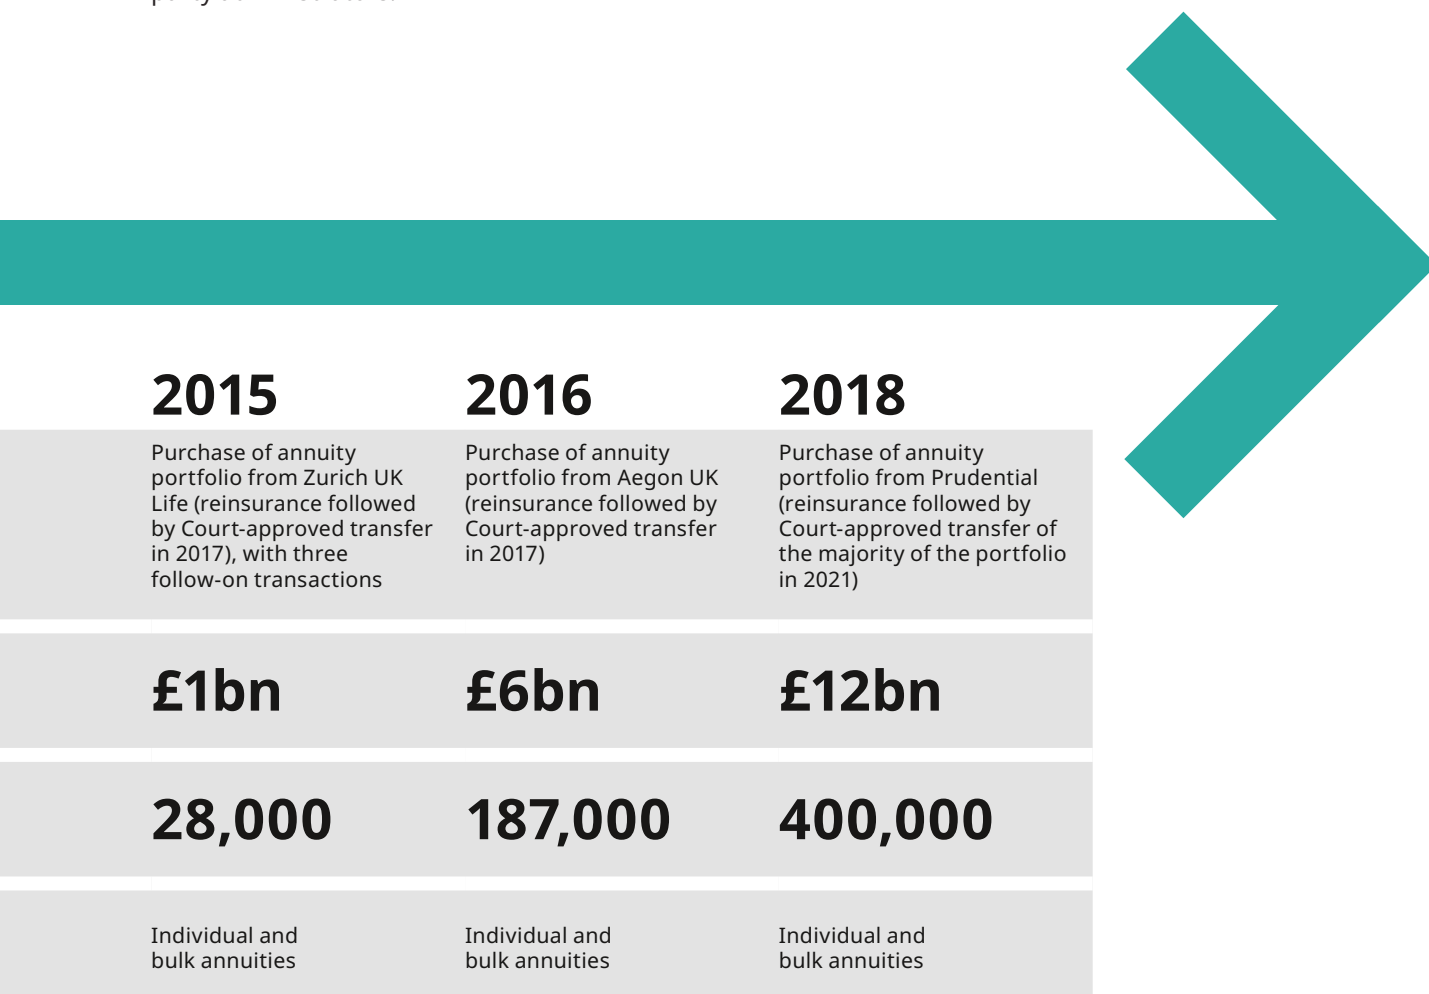 2015
Purchase of annuity
portfolio from Zurich UK
Life (reinsurance followed
by Court-approved transfer
in 2017), with three
follow-on transactions
2016
Purchase of annuity
portfolio from Aegon UK
(reinsurance followed by
Court-approved transfer
in 2017)
2018
Purchase of annuity
portfolio from Prudential
(reinsurance followed by
Court-approved transfer of
the majority of the portfolio
in 2021)
£1bn
£6bn
£12bn
28,000
187,000
400,000
Individual and
bulk annuities
Individual and
bulk annuities
Individual and
bulk annuities